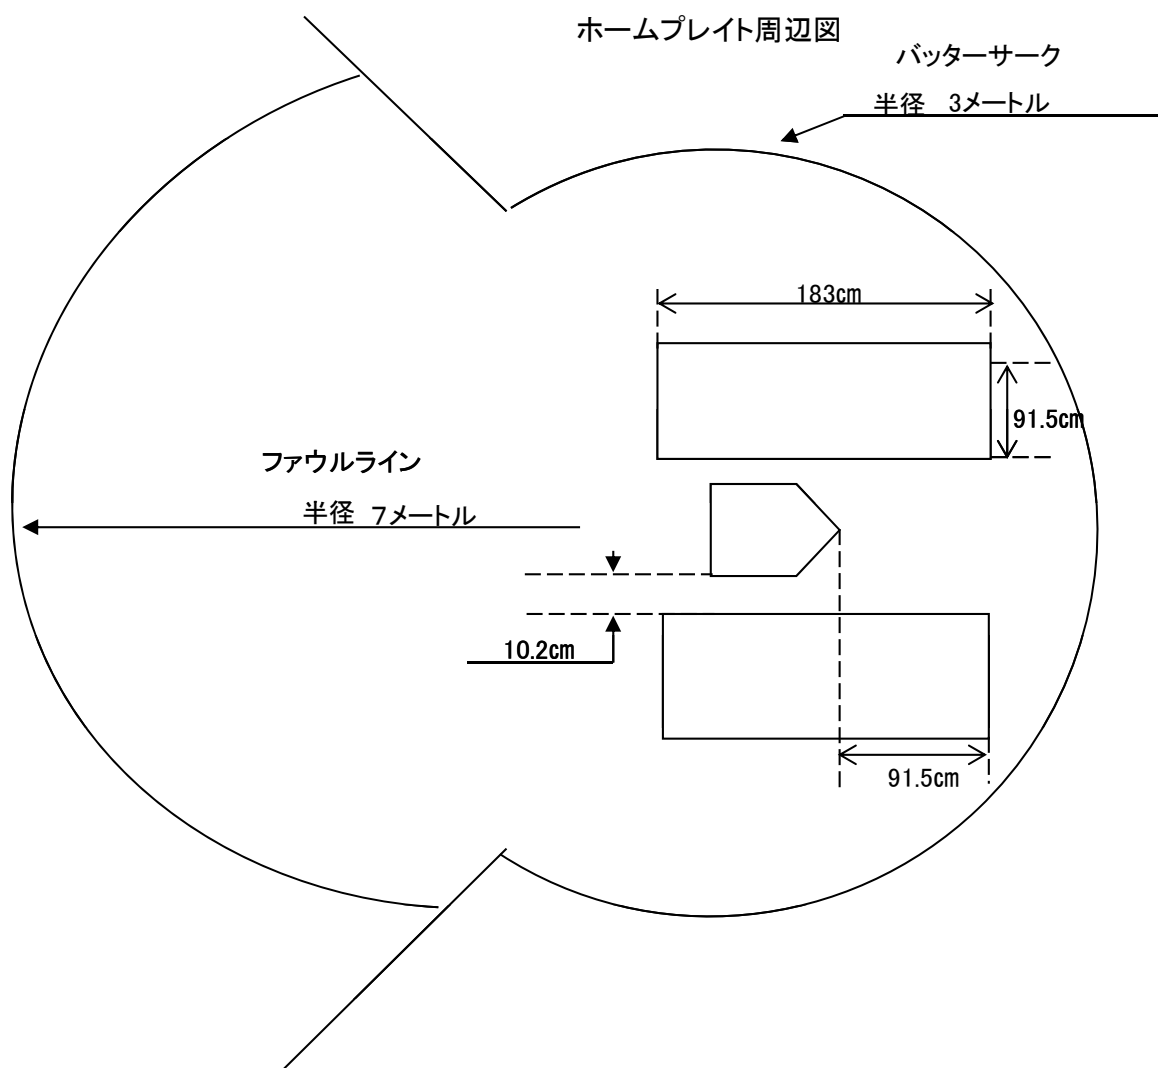 ホームプレイト周辺図
バッターサーク
半径 3メートル
183cm
91.5cm
ファウルライン
半径 7メートル
10.2cm
91.5cm